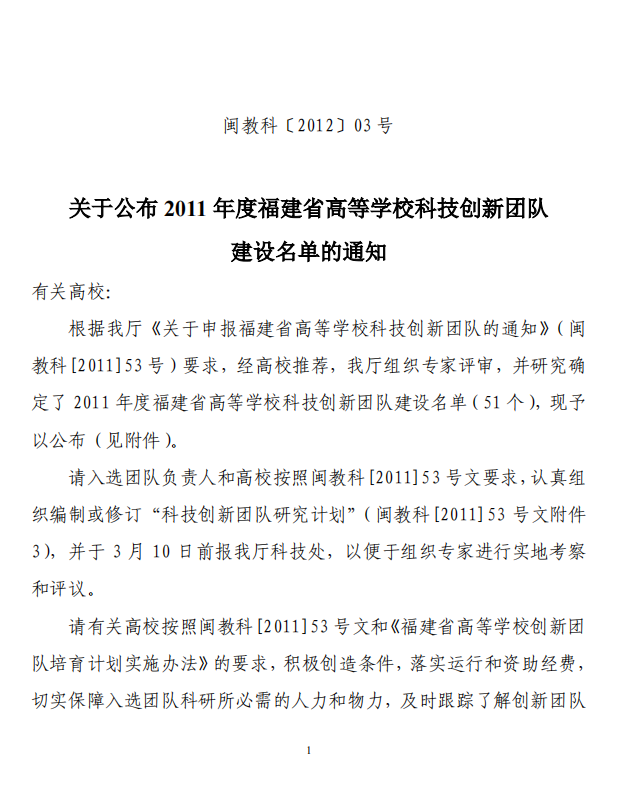 闽教科〔2012〕03 号
关于公布 2011 年度福建省高等学校科技创新团队
建设名单的通知
有关高校：
根据我厅《关于申报福建省高等学校科技创新团队的通知》（闽
教科[2011]53 号）要求，经高校推荐，我厅组织专家评审，并研究确
定了 2011 年度福建省高等学校科技创新团队建设名单（51 个），现予
以公布（见附件）。
请入选团队负责人和高校按照闽教科[2011]53 号文要求，认真组
织编制或修订“科技创新团队研究计划”（闽教科[2011]53 号文附件
3），并于 3 月 10 日前报我厅科技处，以便于组织专家进行实地考察
和评议。
请有关高校按照闽教科[2011]53 号文和《福建省高等学校创新团
队培育计划实施办法》的要求，积极创造条件，落实运行和资助经费，
切实保障入选团队科研所必需的人力和物力，及时跟踪了解创新团队
1